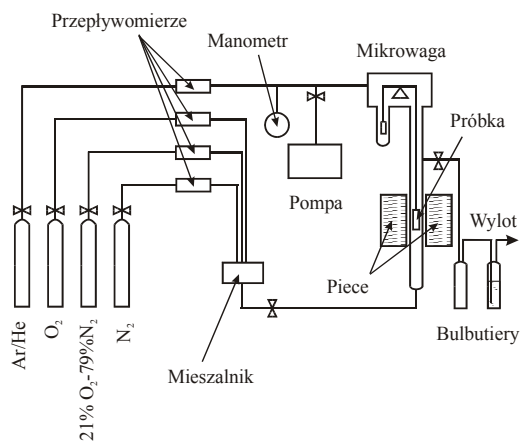 Przepływomierze
Manometr
Mikrowaga
Próbka
Pompa
Wylot
Piece
Bulbutiery
Mieszalnik
Ar/He
O₂
21% O₂-79%N₂
N₂